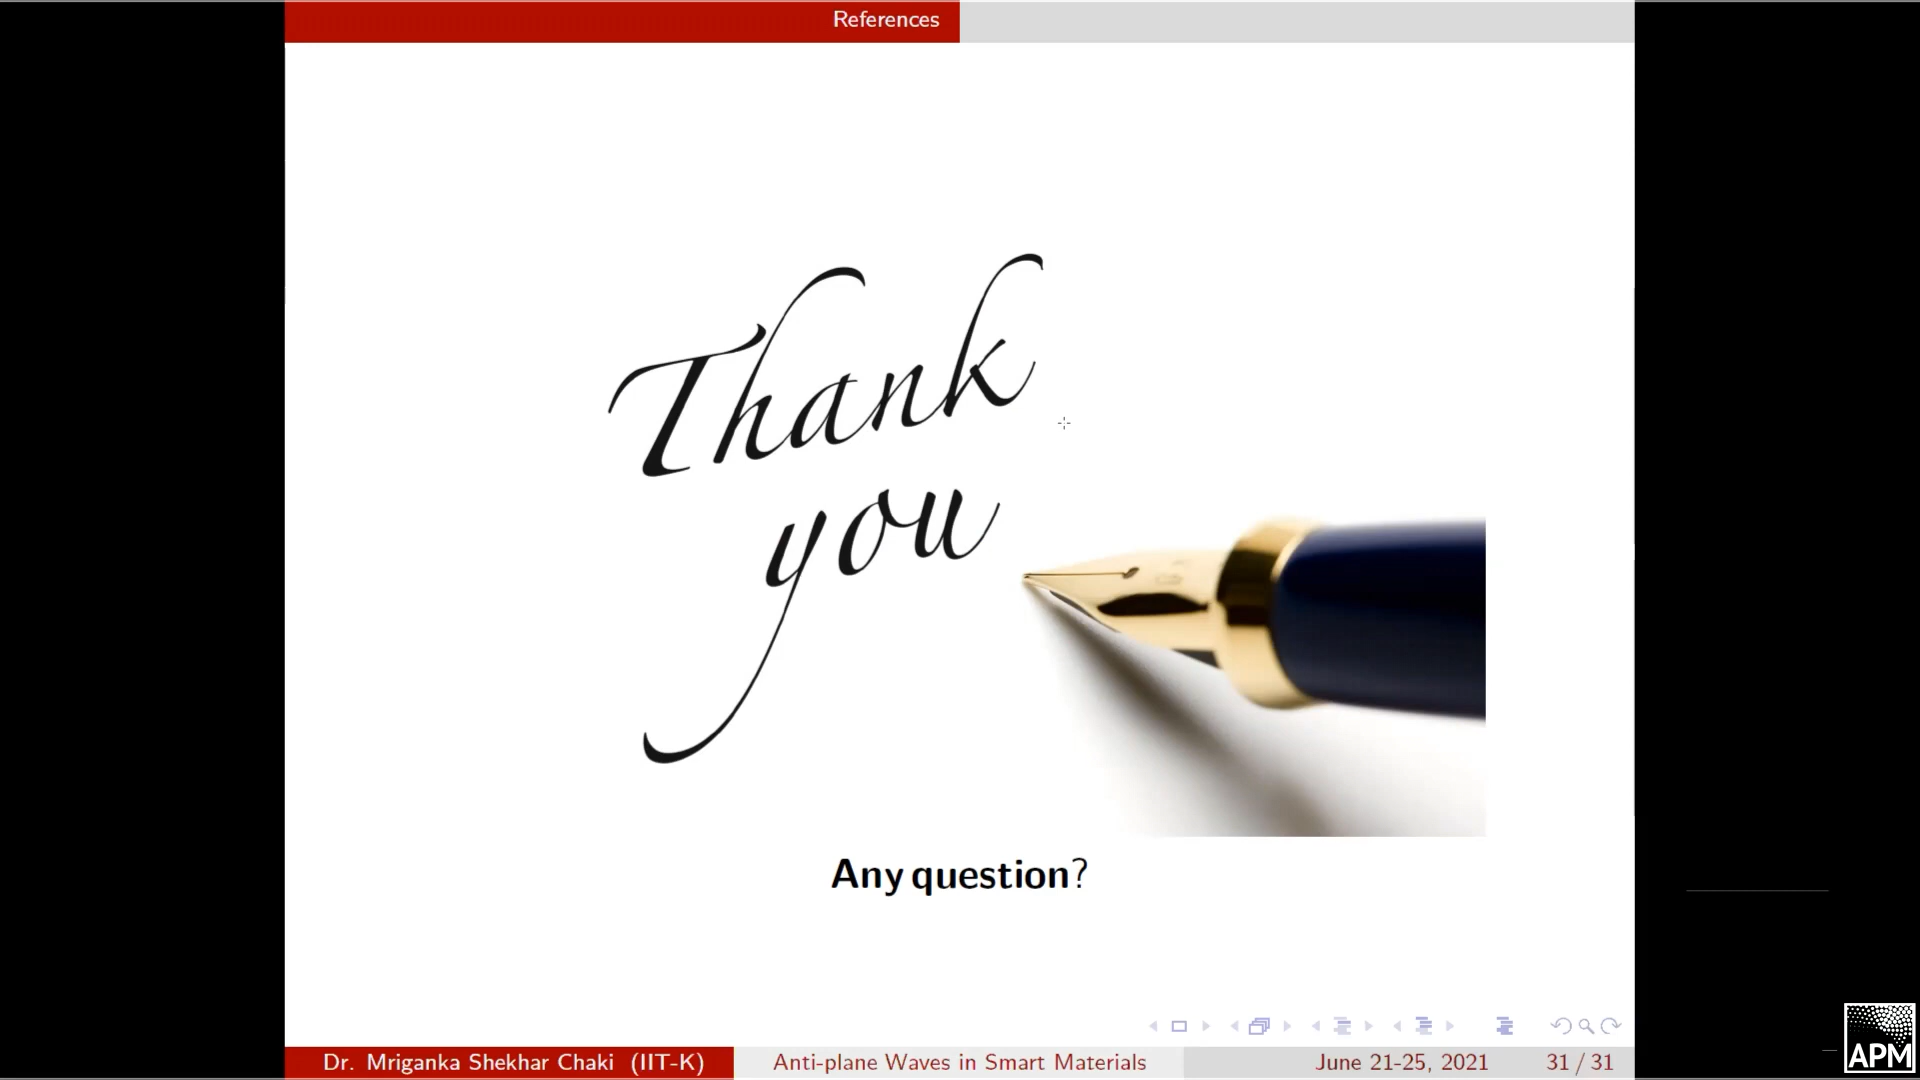 References
Thank
you
Any question?
Dr. Mriganka Shekhar Chaki (IIT-K) Anti-plane Waves in Smart Materials June 21-25, 2021 31 / 31
APM